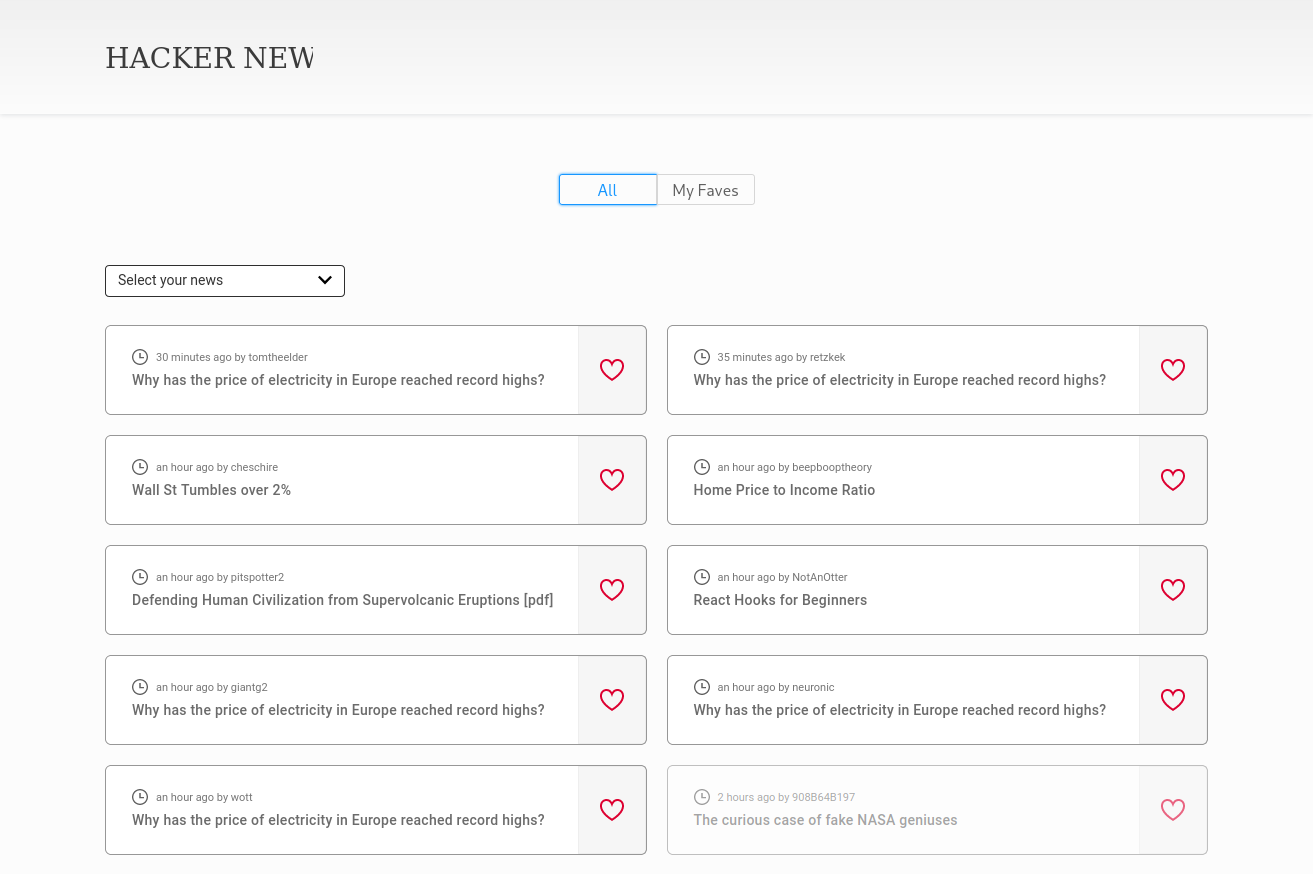 HACKER NEW
All
My Faves
Select your news
30 minutes ago by tomtheelder
Why has the price of electricity in Europe reached record highs?
35 minutes ago by retzkek
Why has the price of electricity in Europe reached record highs?
an hour ago by cheschire
Wall St Tumbles over 2%
an hour ago by beepbooptheory
Home Price to Income Ratio
an hour ago by pitspotter2
Defending Human Civilization from Supervolcanic Eruptions [pdf]
an hour ago by NotAnOtter
React Hooks for Beginners
an hour ago by giantg2
Why has the price of electricity in Europe reached record highs?
an hour ago by neuronic
Why has the price of electricity in Europe reached record highs?
an hour ago by wott
Why has the price of electricity in Europe reached record highs?
2 hours ago by 908B64B197
The curious case of fake NASA geniuses